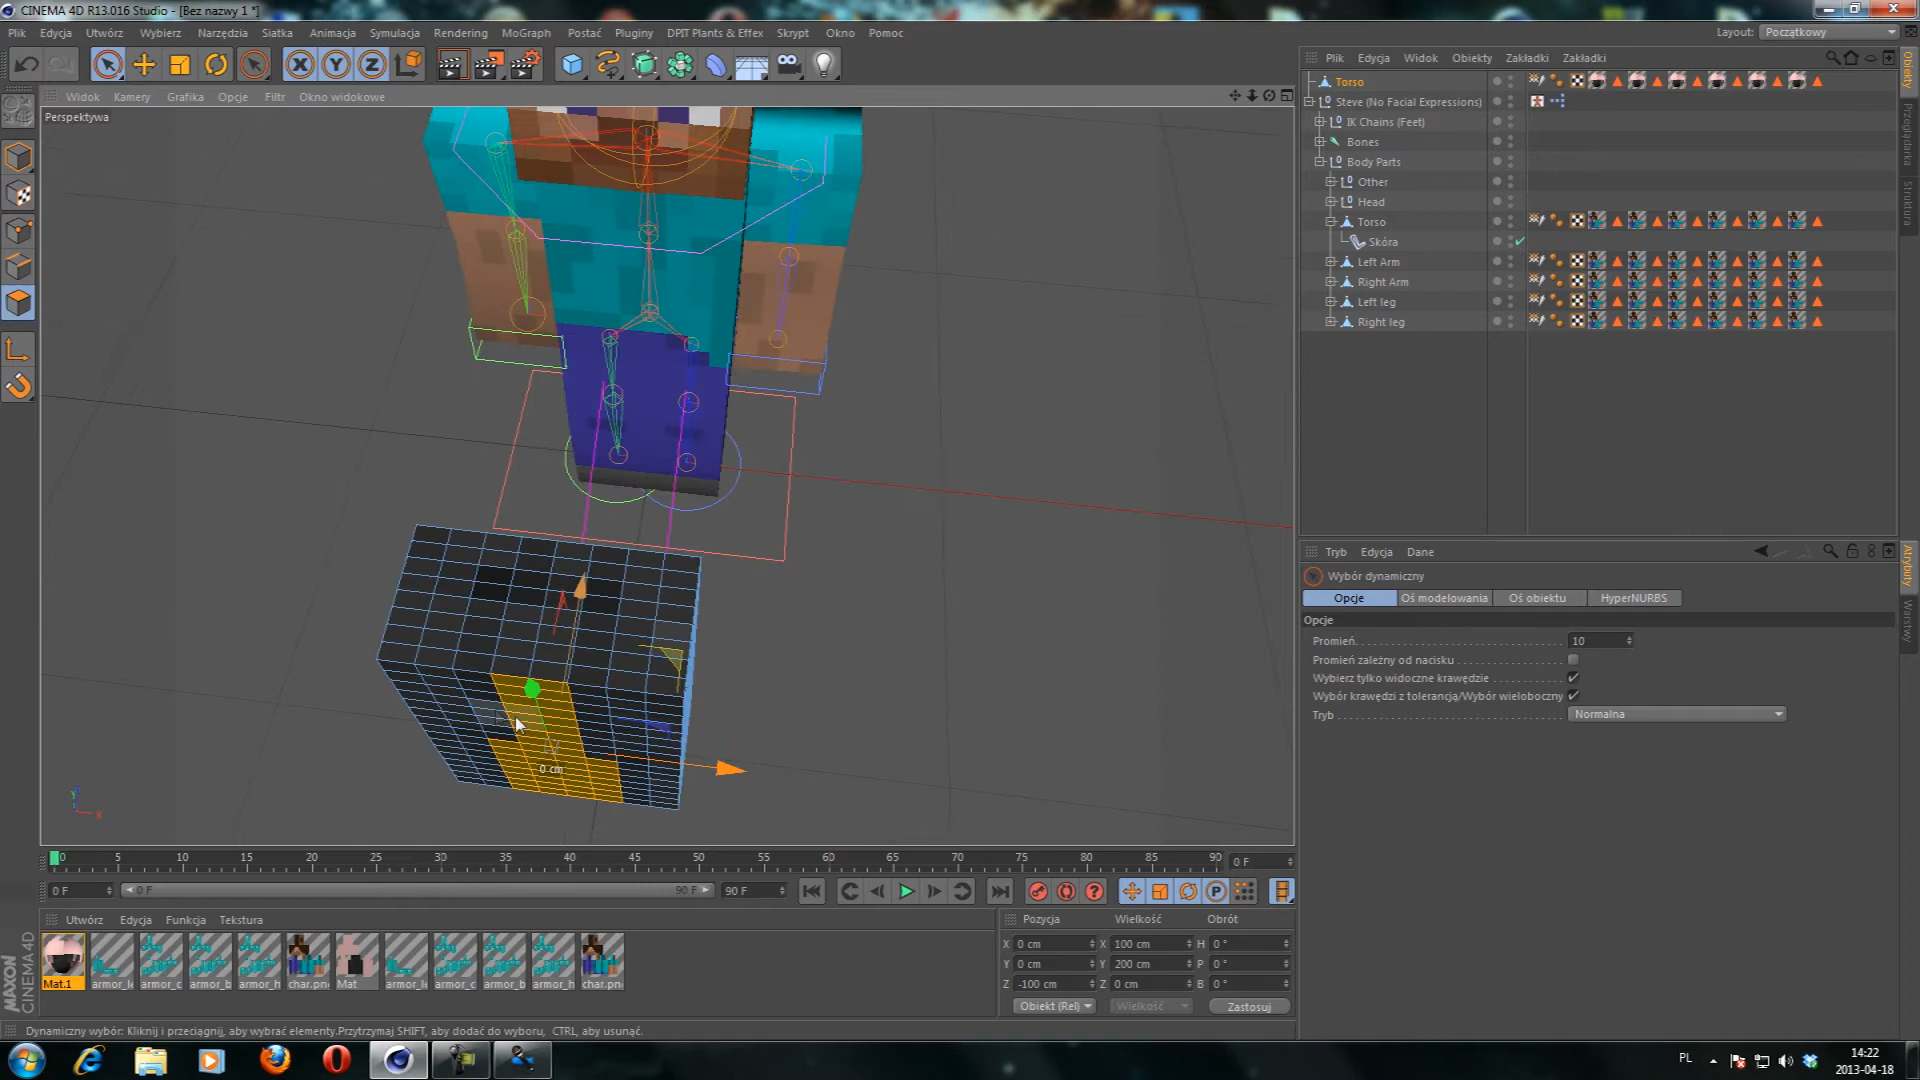 CINEMA 4D R13.016 Studio - [Bez nazwy 1 *]
Plik Edycja Utwórz Wybierz Narzędzia Siatka Animacja Symulacja Rendering MoGraph Postać Pluginy DPIT Plants & Effex Skrypt Okno Pomoc
Layout: Początkowy
Widok Kamery Grafika Opcje Filtr Okno widokowe
Perspektywa
0 cm
Y
X
Plik Edycja Widok Obiekty Zakładki Zakładki
Torso
Steve (No Facial Expressions)
IK Chains (Feet)
Bones
Body Parts
Other
Head
Torso
Skóra
Left Arm
Right Arm
Left leg
Right leg
Obiekty
Przeglądarka
Struktura
Tryb Edycja Dane
Wybór dynamiczny
Opcje Oś modelowania Oś obiektu HyperNURBS
Opcje
Promień 10
Promień zależny od nacisku
Wybierz tylko widoczne krawędzie
Wybór krawędzi z tolerancją/Wybór wieloboczny
Tryb Normalna
Atrybuty
Warstwy
0 5 10 15 20 25 30 35 40 45 50 55 60 65 70 75 80 85 90 0 F
0 F 0 F 90 F 90 F
Utwórz Edycja Funkcja Tekstura
Mat.1 armor_le armor_c armor_b armor_h char.pn Mat armor_le armor_c armor_b armor_h char.pn
Pozycja Wielkość Obrót
X 0 cm X 100 cm H 0 °
Y 0 cm Y 200 cm P 0 °
Z -100 cm Z 0 cm B 0 °
Obiekt (Rel) Wielkość Zastosuj
MAXON
CINEMA 4D
Dynamiczny wybór: Kliknij i przeciągnij, aby wybrać elementy.Przytrzymaj SHIFT, aby dodać do wyboru, CTRL, aby usunąć.
PL
14:22
2013-04-18